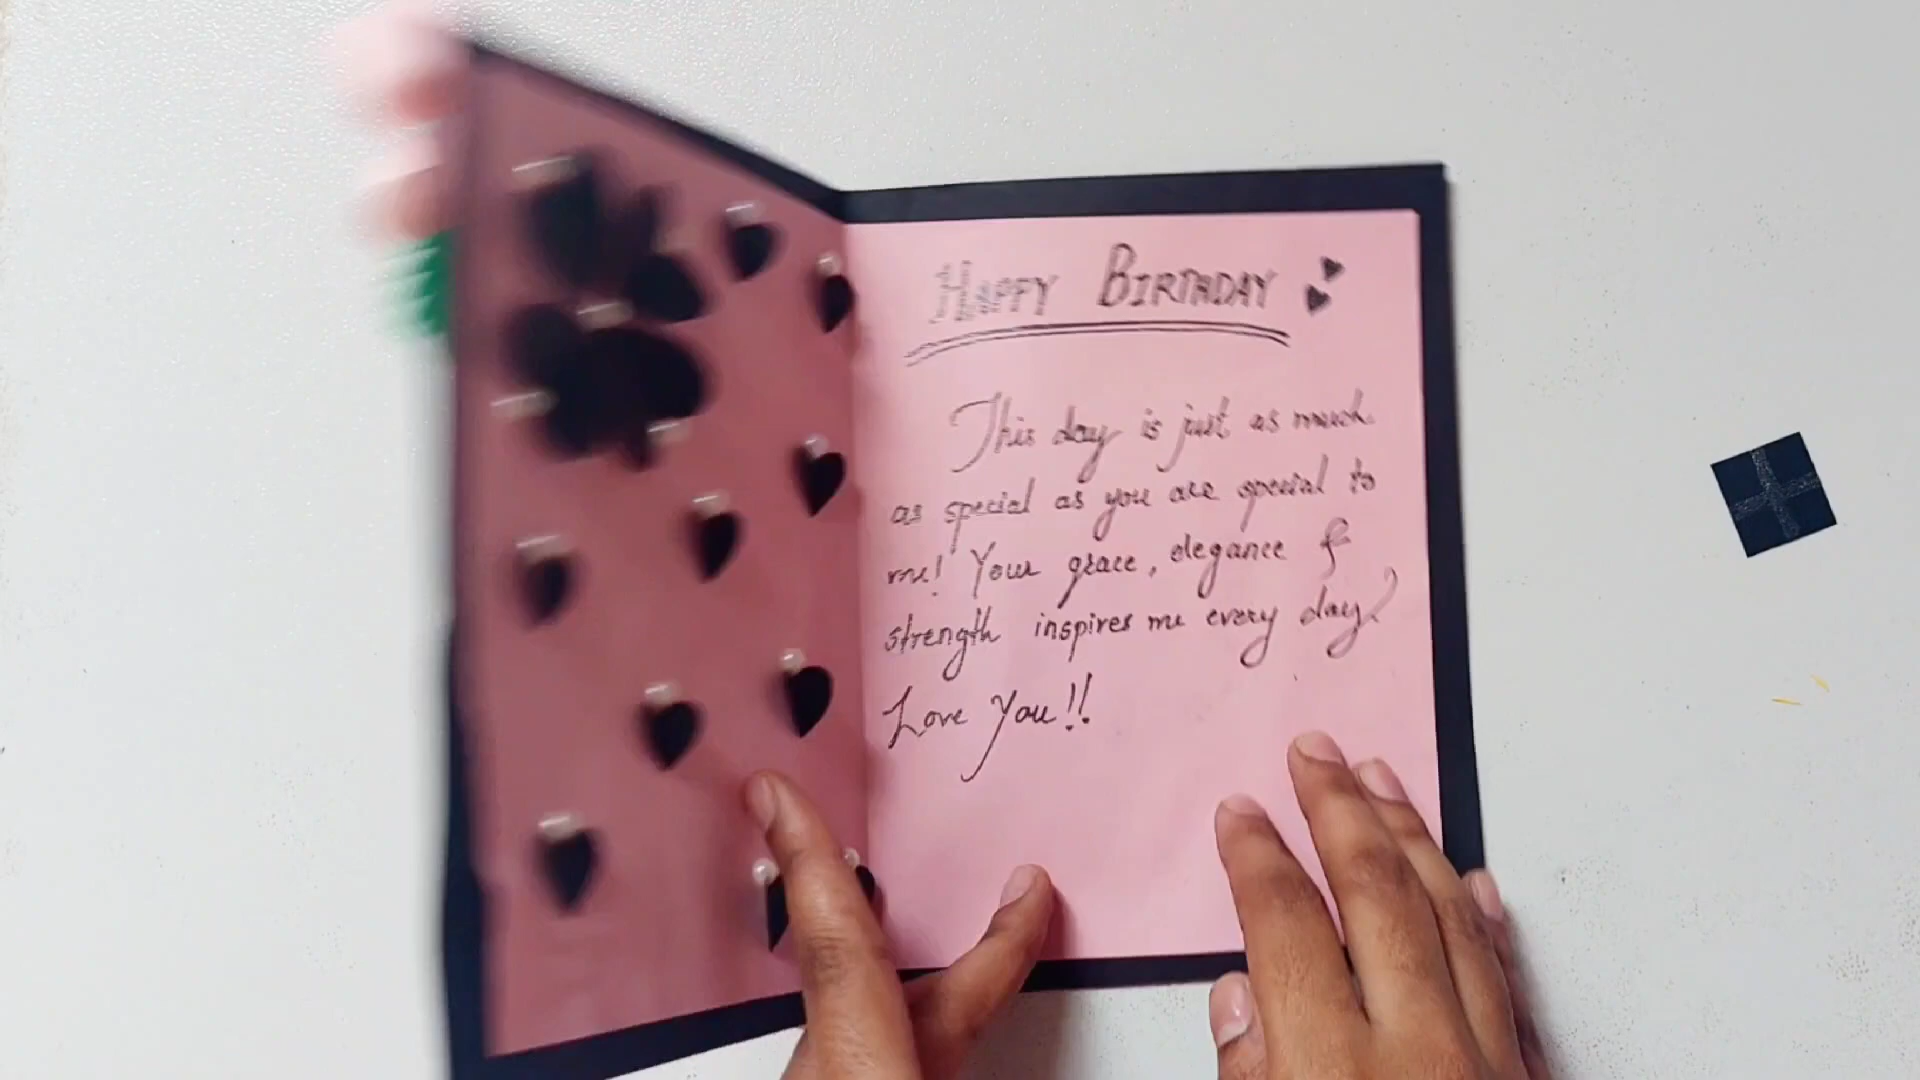 HAPPY BIRTHDAY
This day is just as much
as special as you are special to
me! Your grace, elegance &
strength inspires me every day?
Love You!!